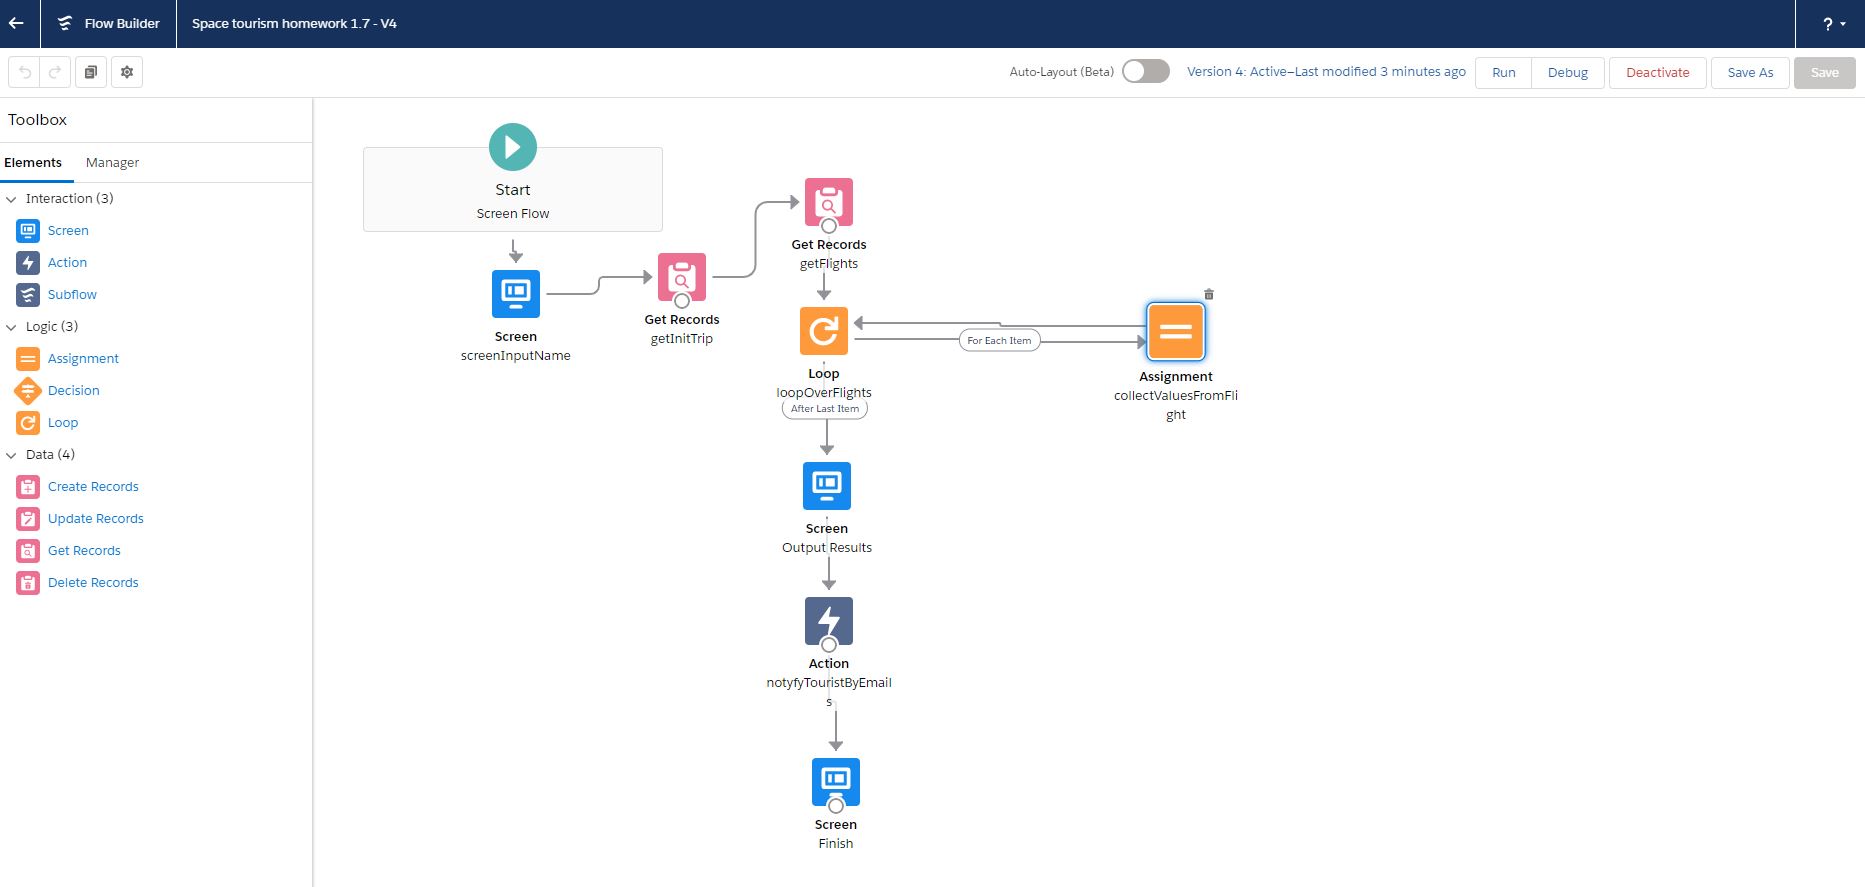 Flow Builder
Space tourism homework 1.7 - V4
?
Auto-Layout (Beta)
Version 4: Active—Last modified 3 minutes ago
Run
Debug
Deactivate
Save As
Save
Toolbox
Elements
Manager
Interaction (3)
Screen
Action
Subflow
Logic (3)
Assignment
Decision
Loop
Data (4)
Create Records
Update Records
Get Records
Delete Records
Start
Screen Flow
Screen
screenInputName
Get Records
getInitTrip
Get Records
getFlights
Loop
loopOverFlights
After Last Item
For Each Item
Assignment
collectValuesFromFli
ght
Screen
Output Results
Action
notyfyTouristByEmail
s
Screen
Finish